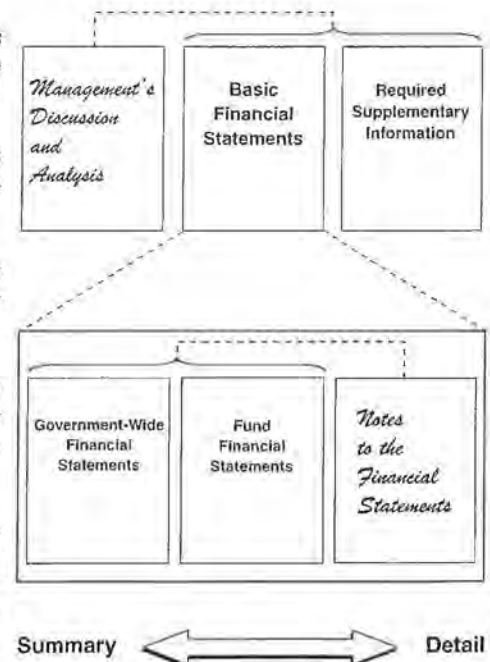 Management's
Discussion
and
Analysis
Basic
Financial
Statements
Required
Supplementary
Information
Government-Wide
Financial
Statements
Fund
Financial
Statements
Notes
to the
Financial
Statements
Summary
Detail